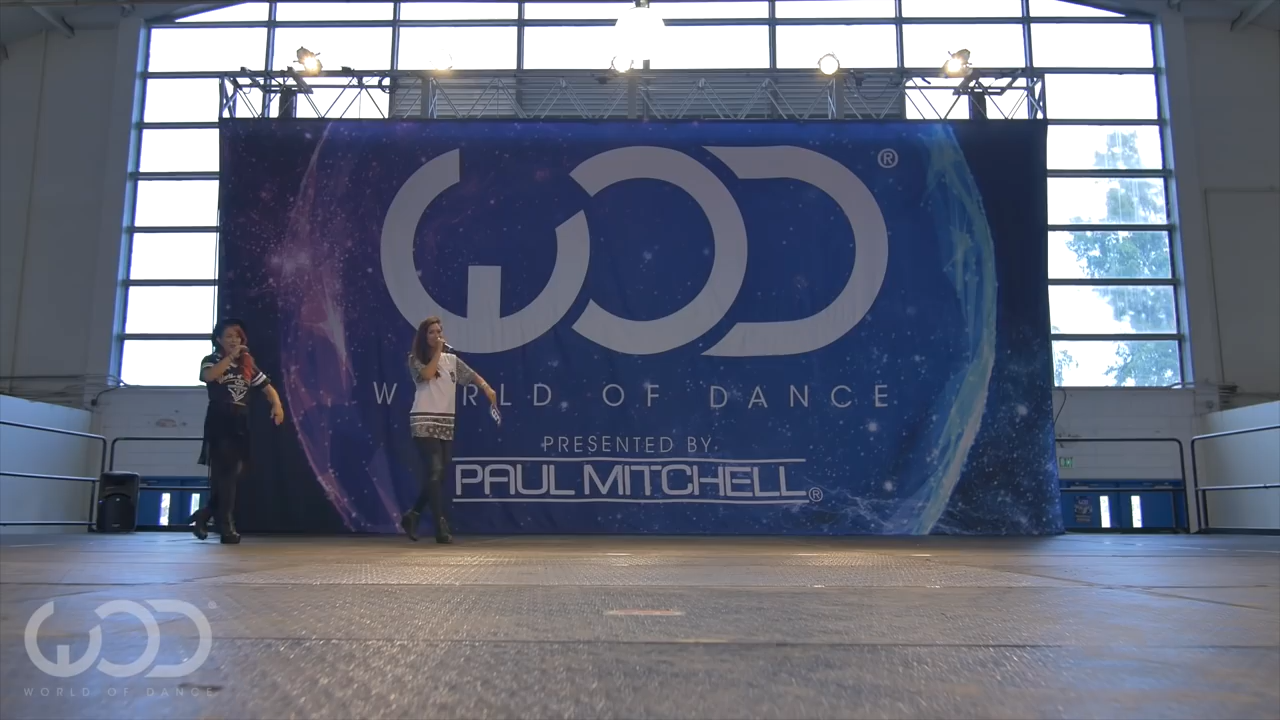 WOD®
WORLD OF DANCE
PRESENTED BY
PAUL MITCHELL®
WOD
WORLD OF DANCE